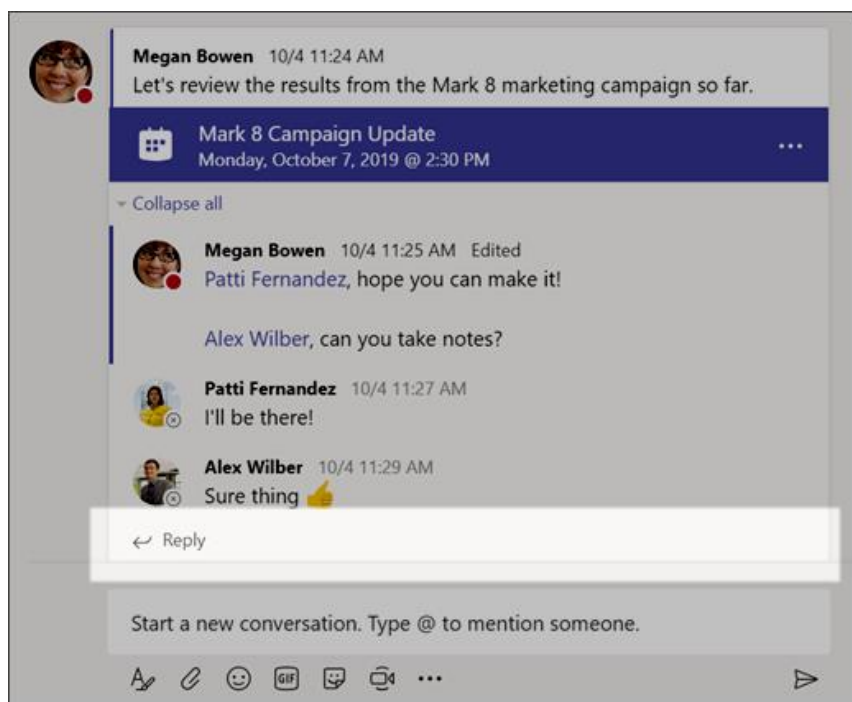 Megan Bowen 10/4 11:24 AM
Let's review the results from the Mark 8 marketing campaign so far.
Mark 8 Campaign Update
Monday, October 7, 2019 @ 2:30 PM
Collapse all
Megan Bowen 10/4 11:25 AM Edited
Patti Fernandez, hope you can make it!
Alex Wilber, can you take notes?
Patti Fernandez 10/4 11:27 AM
I'll be there!
Alex Wilber 10/4 11:29 AM
Sure thing 👍
Reply
Start a new conversation. Type @ to mention someone.
GIF